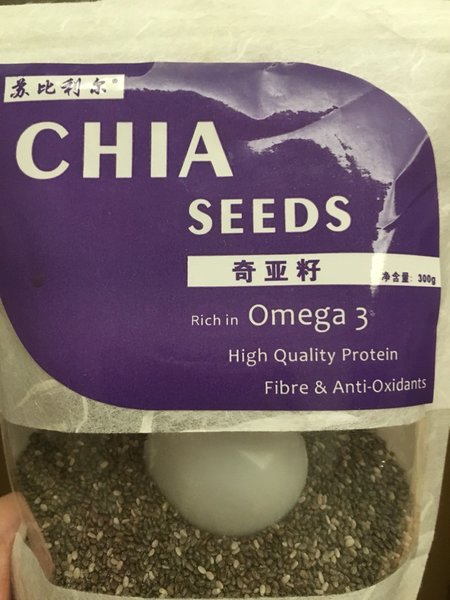 苏比利尔®
CHIA
SEEDS
奇亚籽
净含量: 300g
Rich in Omega 3
High Quality Protein
Fibre & Anti-Oxidants